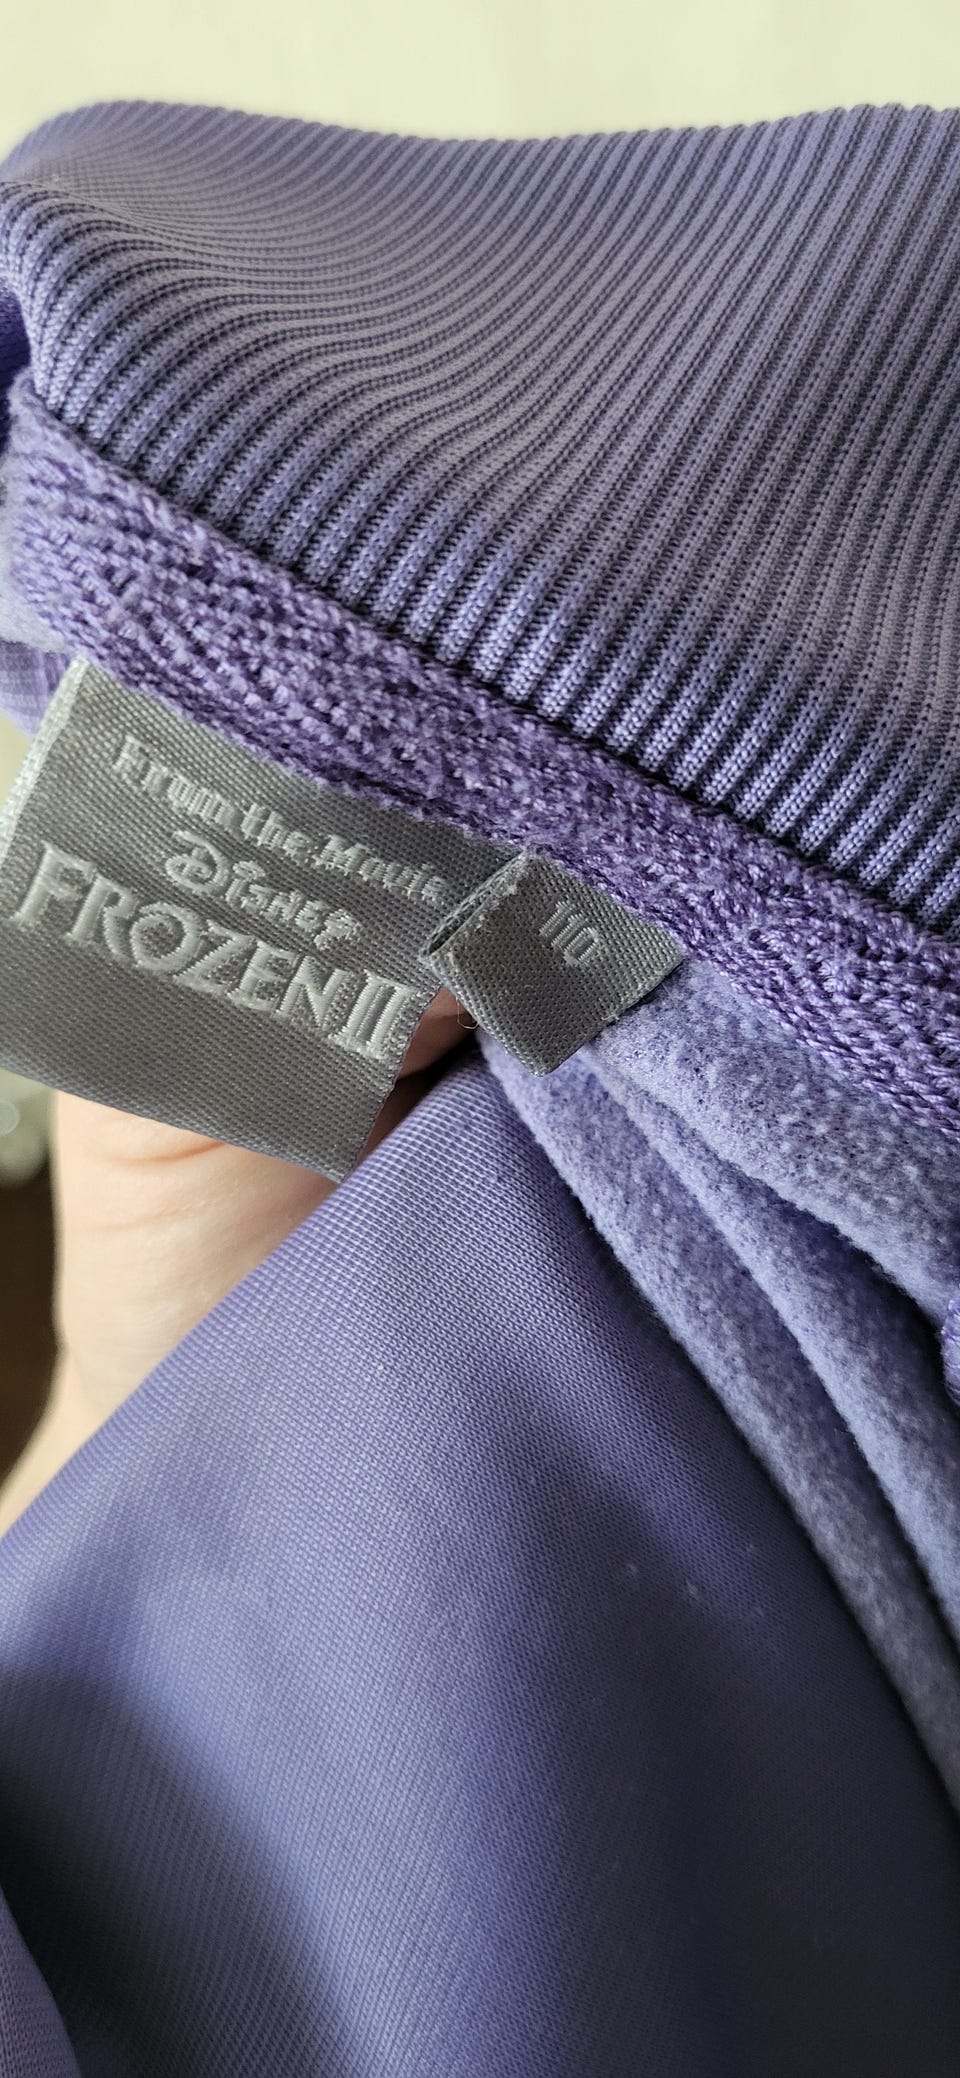 From the Movie
Disney
FROZEN II
110